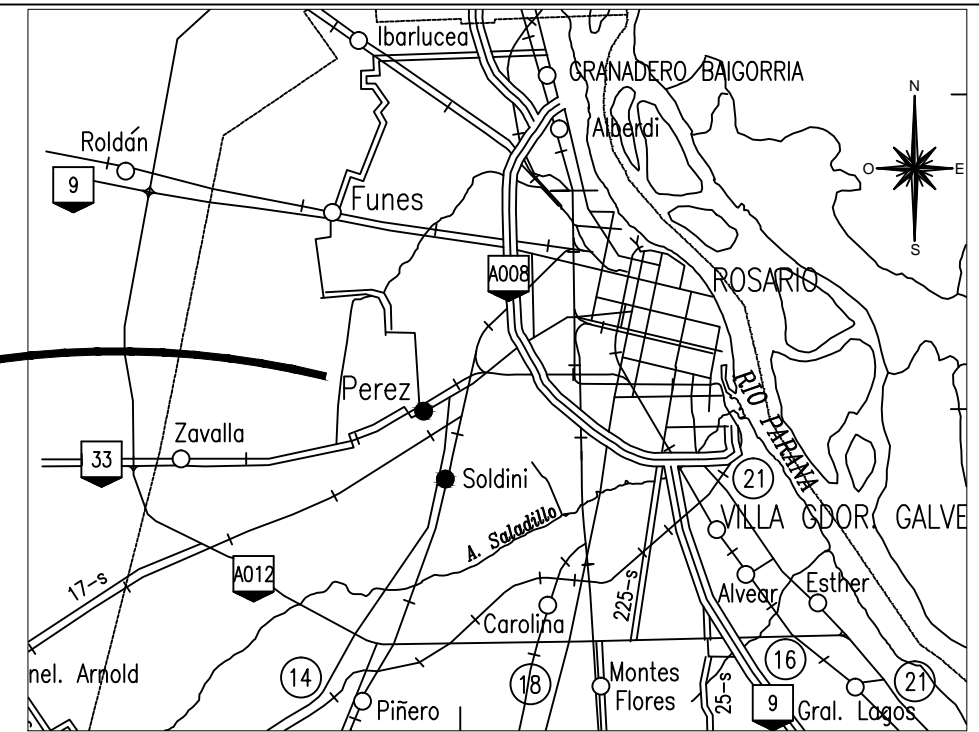 Ibarlucea
GRANADERO BAIGORRIA
N
Alberdi
Roldán
O
E
9
Funes
S
A008
ROSARIO
Perez
RIO PARANA
Zavalla
33
Soldini
21
A. Saladillo
VILLA GDOR. GALVE
A012
17-s
Alvear
Esther
225-s
Carolina
nel. Arnold
14
18
Montes
Flores
16
21
25-s
9
Piñero
Gral. Lagos